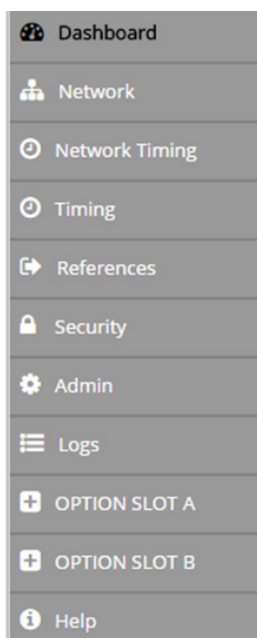 Dashboard
Network
Network Timing
Timing
References
Security
Admin
Logs
OPTION SLOT A
OPTION SLOT B
Help